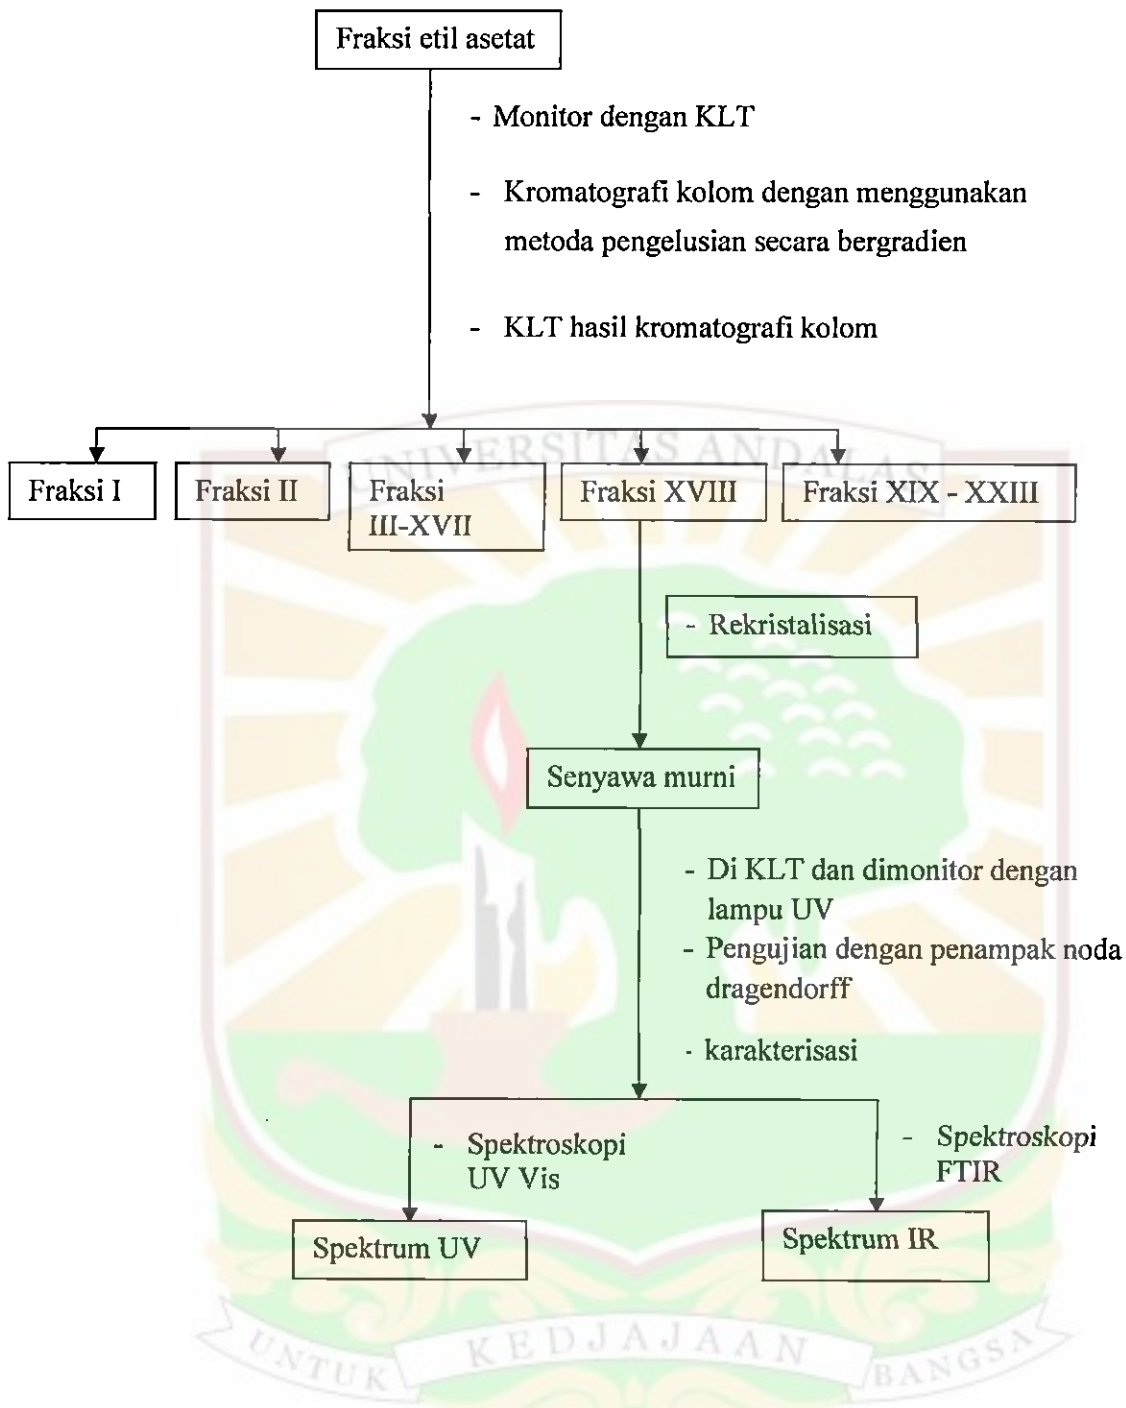 Fraksi etil asetat
- Monitor dengan KLT
- Kromatografi kolom dengan menggunakan
metoda pengelusian secara bergradien
- KLT hasil kromatografi kolom
UNIVERSITAS ANDALAS
Fraksi I
Fraksi II
Fraksi
III-XVII
Fraksi XVIII
Fraksi XIX - XXIII
- Rekristalisasi
Senyawa murni
- Di KLT dan dimonitor dengan
lampu UV
- Pengujian dengan penampak noda
dragendorff
- karakterisasi
- Spektroskopi
UV Vis
- Spektroskopi
FTIR
Spektrum UV
Spektrum IR
UNTUK KEDJAJAAN BANGSA